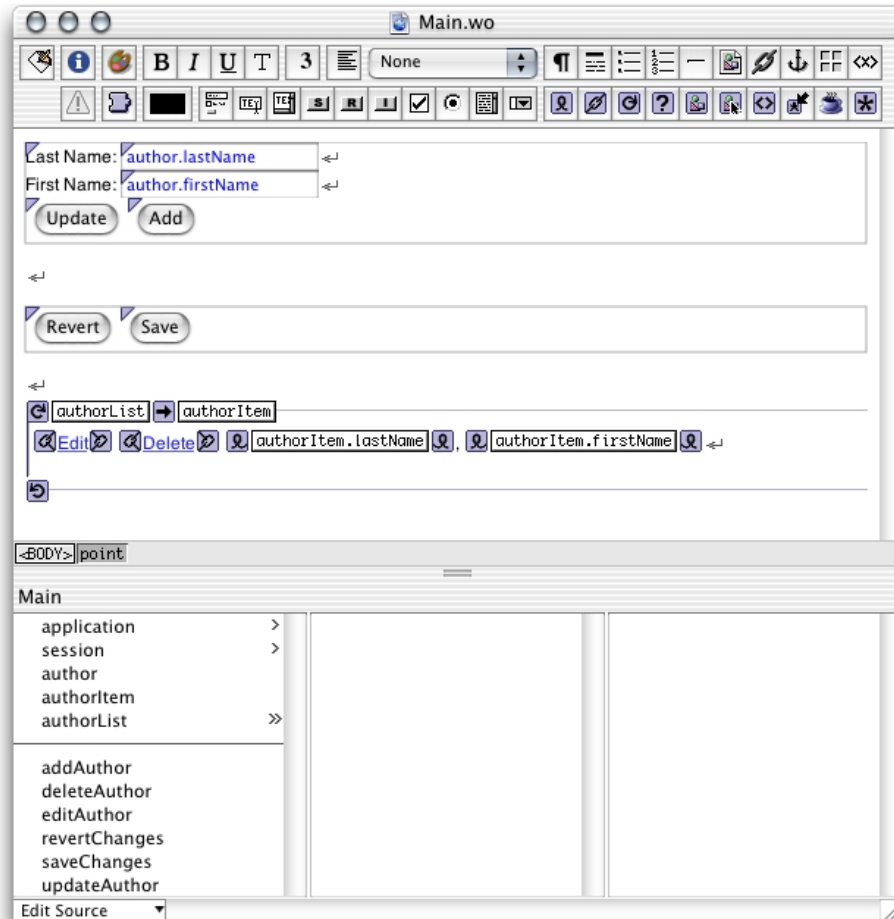 Main.wo
B I U T 3 None
Last Name: author.lastName
First Name: author.firstName
Update Add
Revert Save
authorList authorItem
Edit Delete authorItem.lastName , authorItem.firstName
<BODY> point
Main
application >
session >
author
authorItem
authorList »
addAuthor
deleteAuthor
editAuthor
revertChanges
saveChanges
updateAuthor
Edit Source